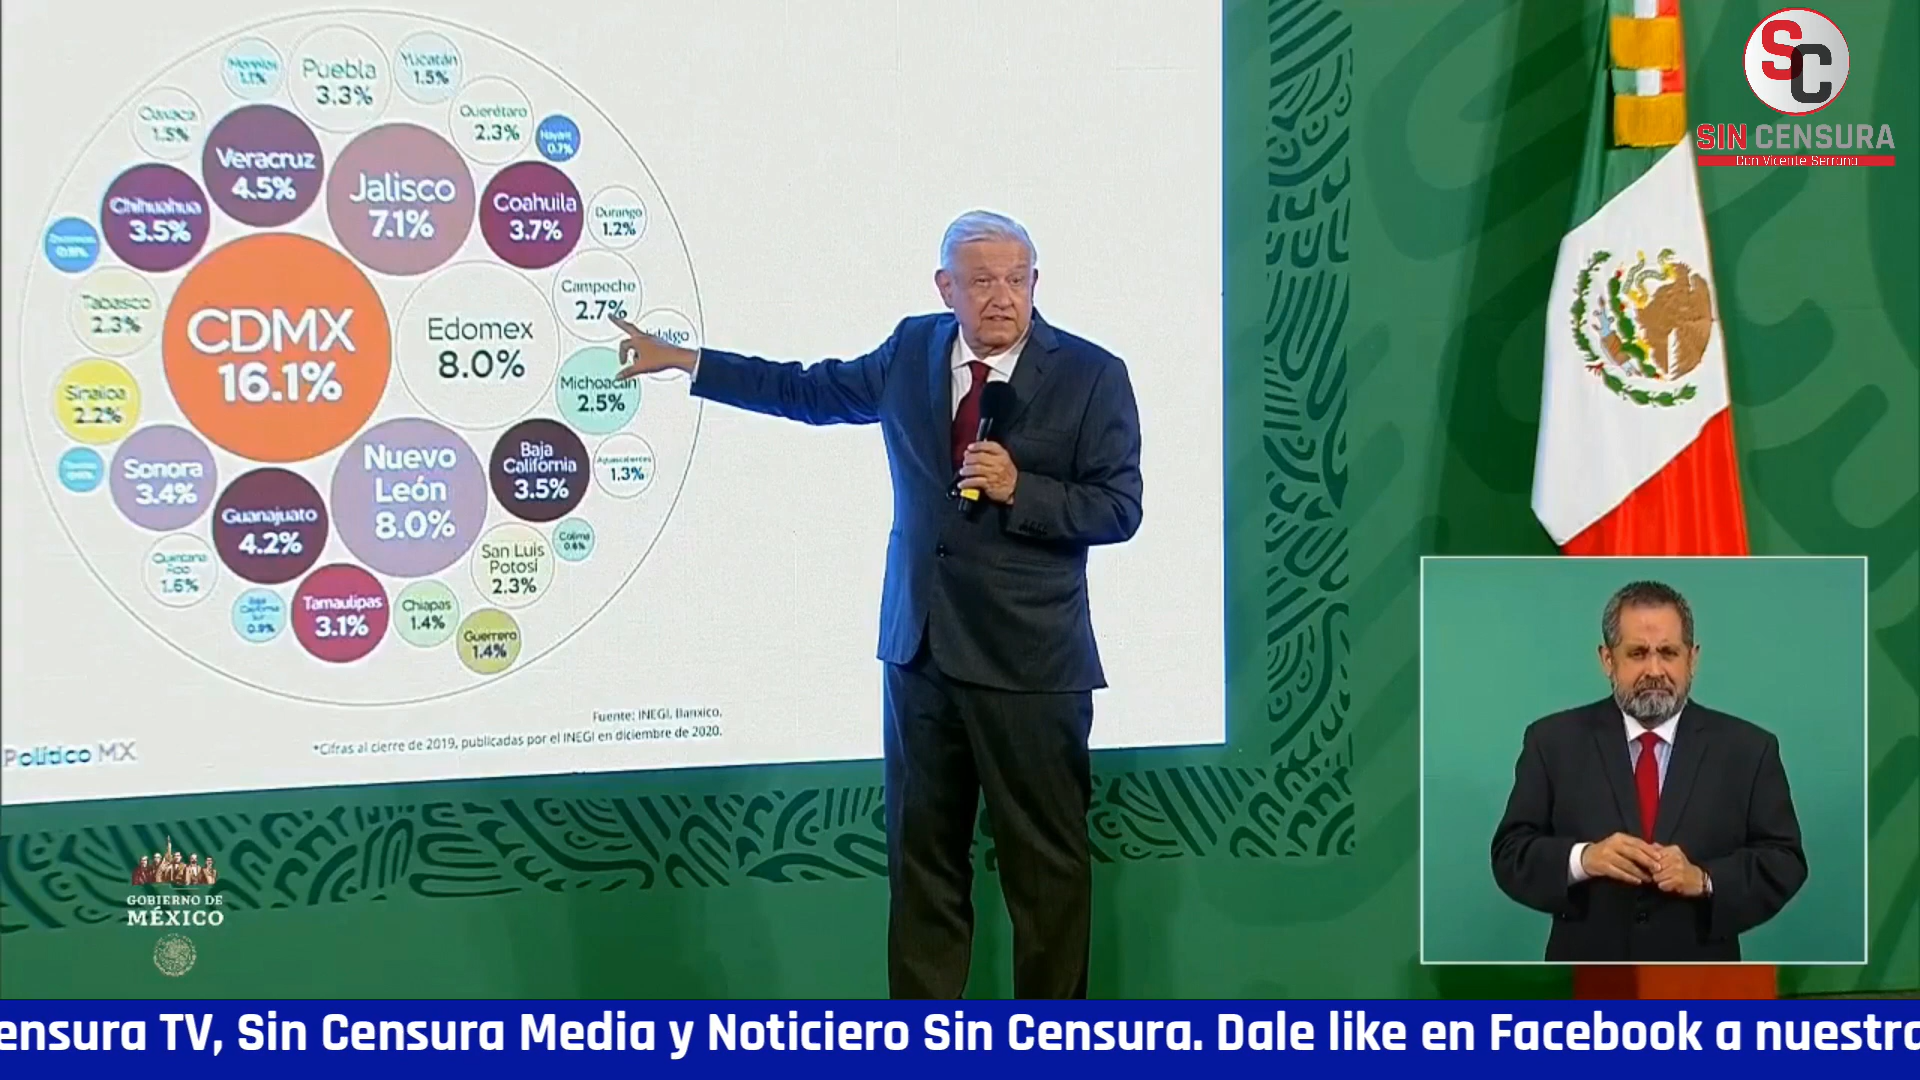 Morelos
1.1%
Puebla
3.3%
Yucatán
1.5%
Oaxaca
1.5%
Querétaro
2.3%
Nayarit
0.7%
Veracruz
4.5%
Jalisco
7.1%
Coahuila
3.7%
Durango
1.2%
Chihuahua
3.5%
Campeche
2.7%
idalgo
Tabasco
2.3%
CDMX
16.1%
Edomex
8.0%
Michoacán
2.5%
Sinaloa
2.2%
Sonora
3.4%
Nuevo
León
8.0%
Baja
California
3.5%
Aguascalientes
1.3%
Guanajuato
4.2%
San Luis
Potosí
2.3%
Colima
0.6%
Quintana
Roo
1.6%
Baja
California
Sur
0.9%
Tamaulipas
3.1%
Chiapas
1.4%
Guerrero
1.4%
Fuente: INEGI, Banxico.
*Cifras al cierre de 2019, publicadas por el INEGI en diciembre de 2020.
Político MX
GOBIERNO DE
MÉXICO
SC
SIN CENSURA
Con Vicente Serrano
ensura TV, Sin Censura Media y Noticiero Sin Censura. Dale like en Facebook a nuestra